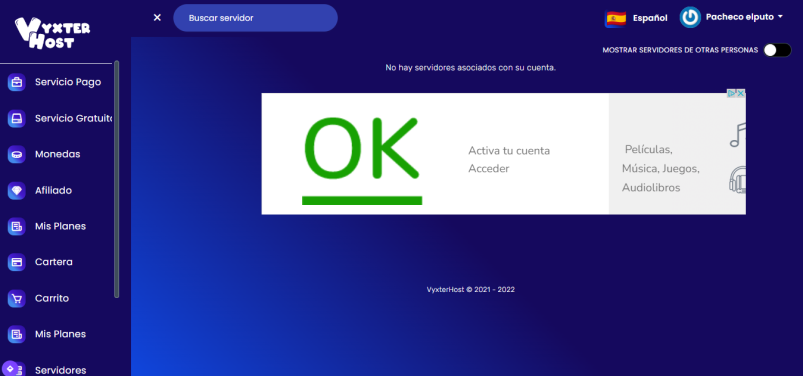 VYXTER
HOST
Buscar servidor
Español
Pacheco elputo
MOSTRAR SERVIDORES DE OTRAS PERSONAS
No hay servidores asociados con su cuenta.
Servicio Pago
Servicio Gratuito
Monedas
Afiliado
Mis Planes
Cartera
Carrito
Mis Planes
Servidores
OK
Activa tu cuenta
Acceder
Películas,
Música, Juegos,
Audiolibros
VyxterHost © 2021 - 2022